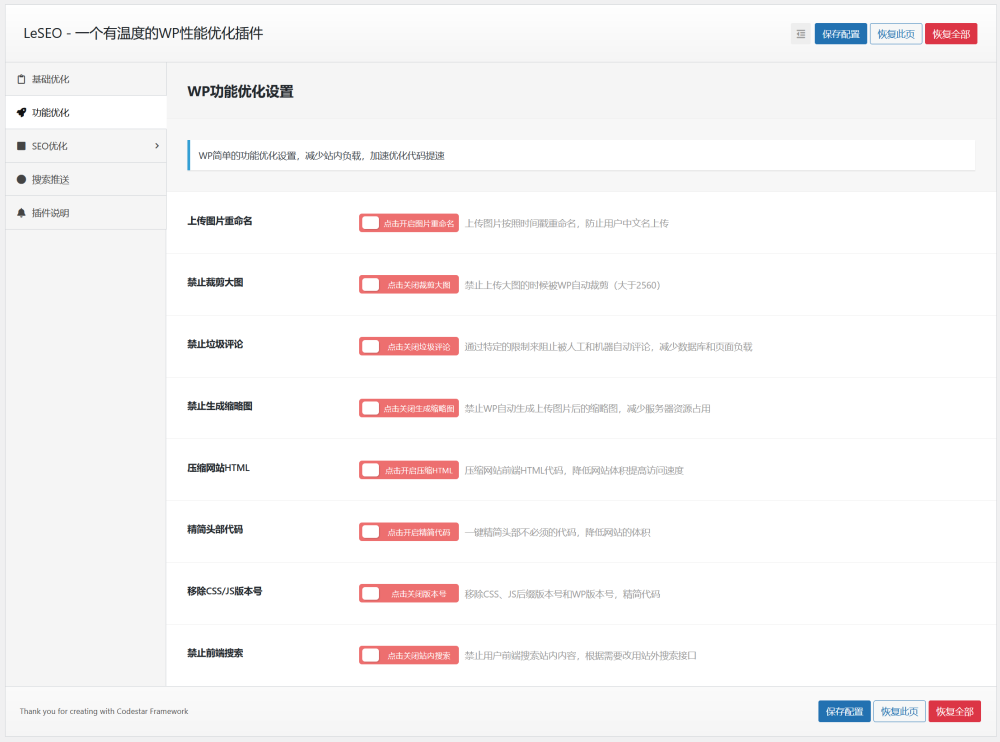 LeSEO - 一个有温度的WP性能优化插件
保存配置 恢复此页 恢复全部
基础优化
功能优化
SEO优化
搜索推送
插件说明
WP功能优化设置
WP简单的功能优化设置，减少站内负载，加速优化代码提速
上传图片重命名 点击开启图片重命名 上传图片按照时间戳重命名，防止用户中文名上传
禁止裁剪大图 点击关闭裁剪大图 禁止上传大图的时候被WP自动裁剪（大于2560）
禁止垃圾评论 点击关闭垃圾评论 通过特定的限制来阻止被人工和机器自动评论，减少数据库和页面负载
禁止生成缩略图 点击关闭生成缩略图 禁止WP自动生成上传图片后的缩略图，减少服务器资源占用
压缩网站HTML 点击开启压缩HTML 压缩网站前端HTML代码，降低网站体积提高访问速度
精简头部代码 点击开启精简代码 一键精简头部不必须的代码，降低网站的体积
移除CSS/JS版本号 点击关闭版本号 移除CSS、JS后缀版本号和WP版本号，精简代码
禁止前端搜索 点击关闭站内搜索 禁止用户前端搜索站内内容，根据需要改用站外搜索接口
Thank you for creating with Codestar Framework
保存配置 恢复此页 恢复全部